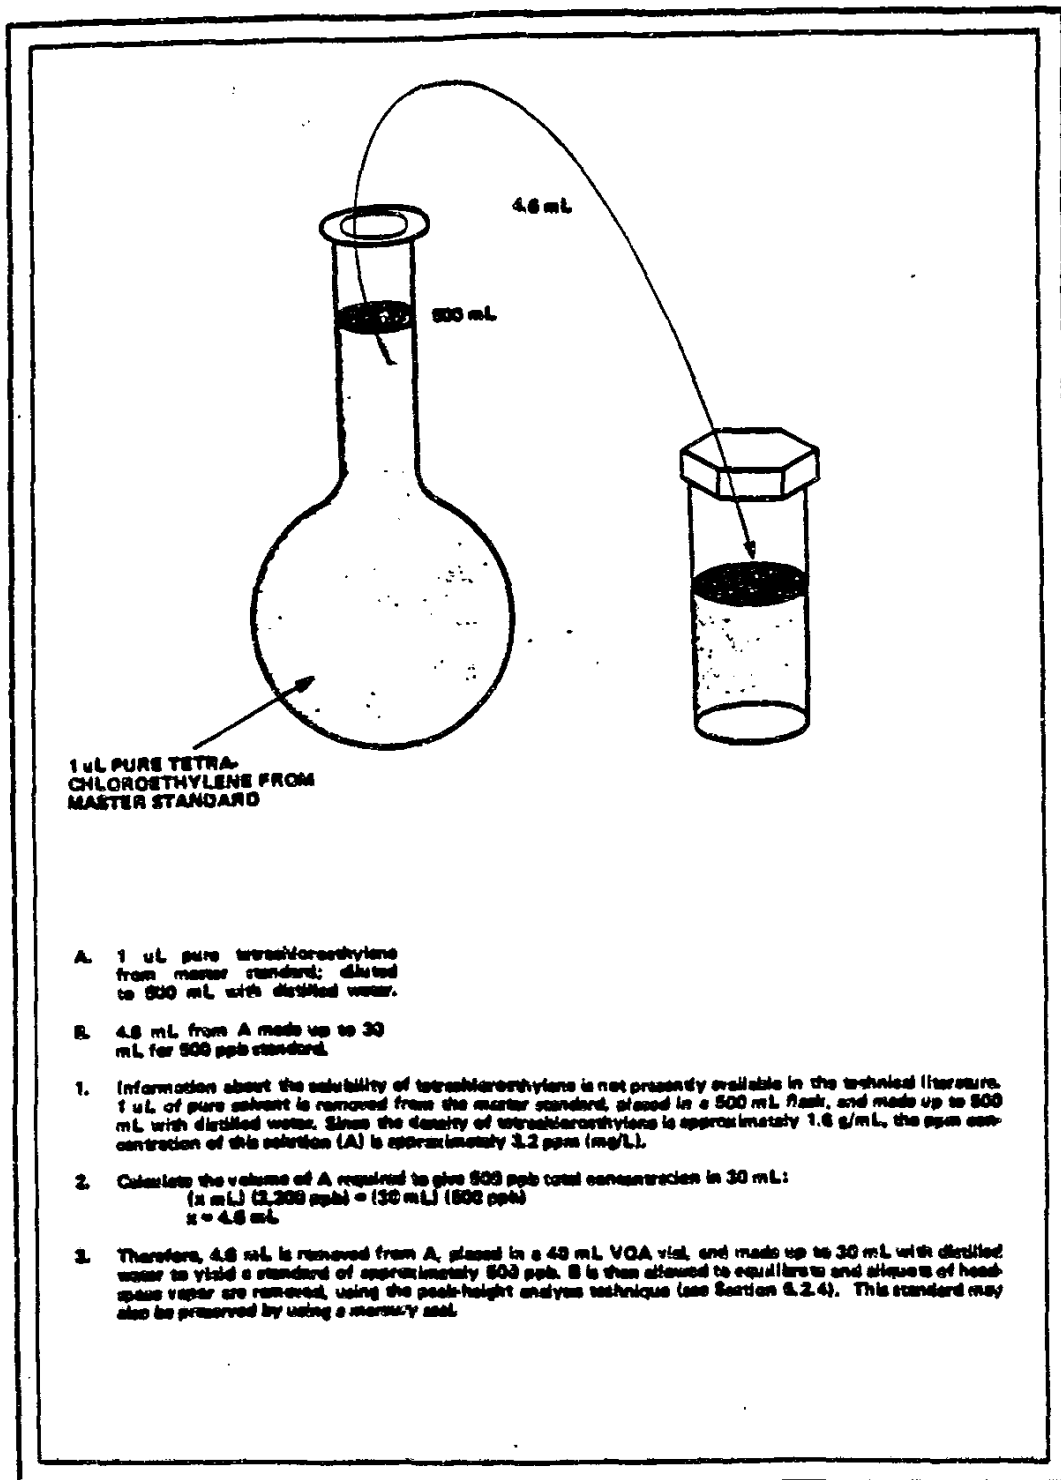 4.6 mL
500 mL
1 uL PURE TETRA-
CHLOROETHYLENE FROM
MASTER STANDARD
A. 1 uL pure tetrachloroethylene
from master standard; diluted
to 500 mL with distilled water.
B. 4.6 mL from A made up to 30
mL for 500 ppb standard.
1. Information about the solubility of tetrachloroethylene is not presently available in the technical literature.
1 uL of pure solvent is removed from the master standard, placed in a 500 mL flask, and made up to 500
mL with distilled water. Since the density of tetrachloroethylene is approximately 1.6 g/mL, the ppm con-
centration of this solution (A) is approximately 3.2 ppm (mg/L).
2. Calculate the volume of A required to give 500 ppb total concentration in 30 mL:
(x mL) (3,200 ppb) = (30 mL) (500 ppb)
x = 4.6 mL
3. Therefore, 4.6 mL is removed from A, placed in a 40 mL VOA vial, and made up to 30 mL with distilled
water to yield a standard of approximately 500 ppb. B is then allowed to equilibrate and aliquots of head-
space vapor are removed, using the peak-height analysis technique (see Section 5.2.4). This standard may
also be preserved by using a mercury seal.